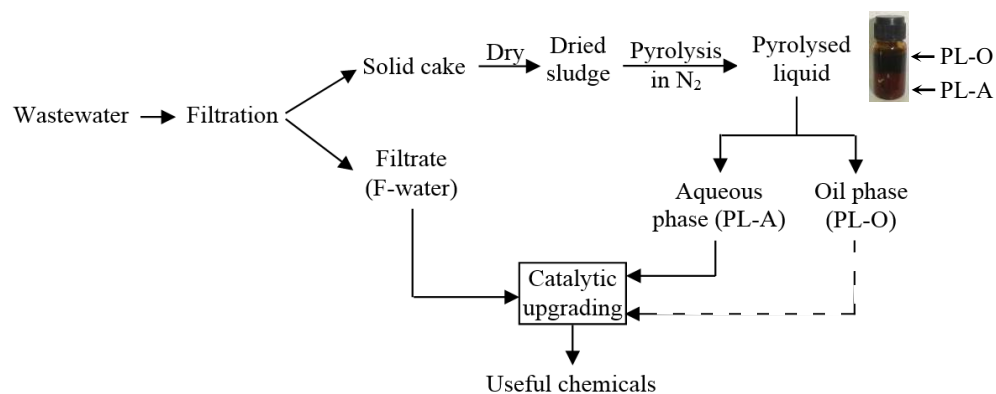 Wastewater
Filtration
Solid cake
Dry
Dried
sludge
Pyrolysis
in N₂
Pyrolysed
liquid
PL-O
PL-A
Filtrate
(F-water)
Aqueous
phase (PL-A)
Oil phase
(PL-O)
Catalytic
upgrading
Useful chemicals